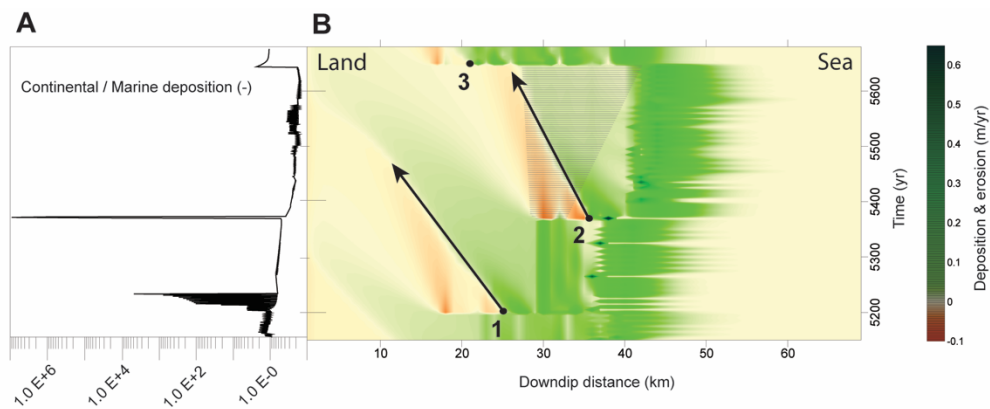 A
B
Continental / Marine deposition (-)
Land
Sea
3
2
1
5600
5500
5400
5300
5200
Time (yr)
0.6
0.5
0.4
0.3
0.2
0.1
0
-0.1
Deposition & erosion (m/yr)
1.0 E+6
1.0 E+4
1.0 E+2
1.0 E-0
10
20
30
40
50
60
Downdip distance (km)